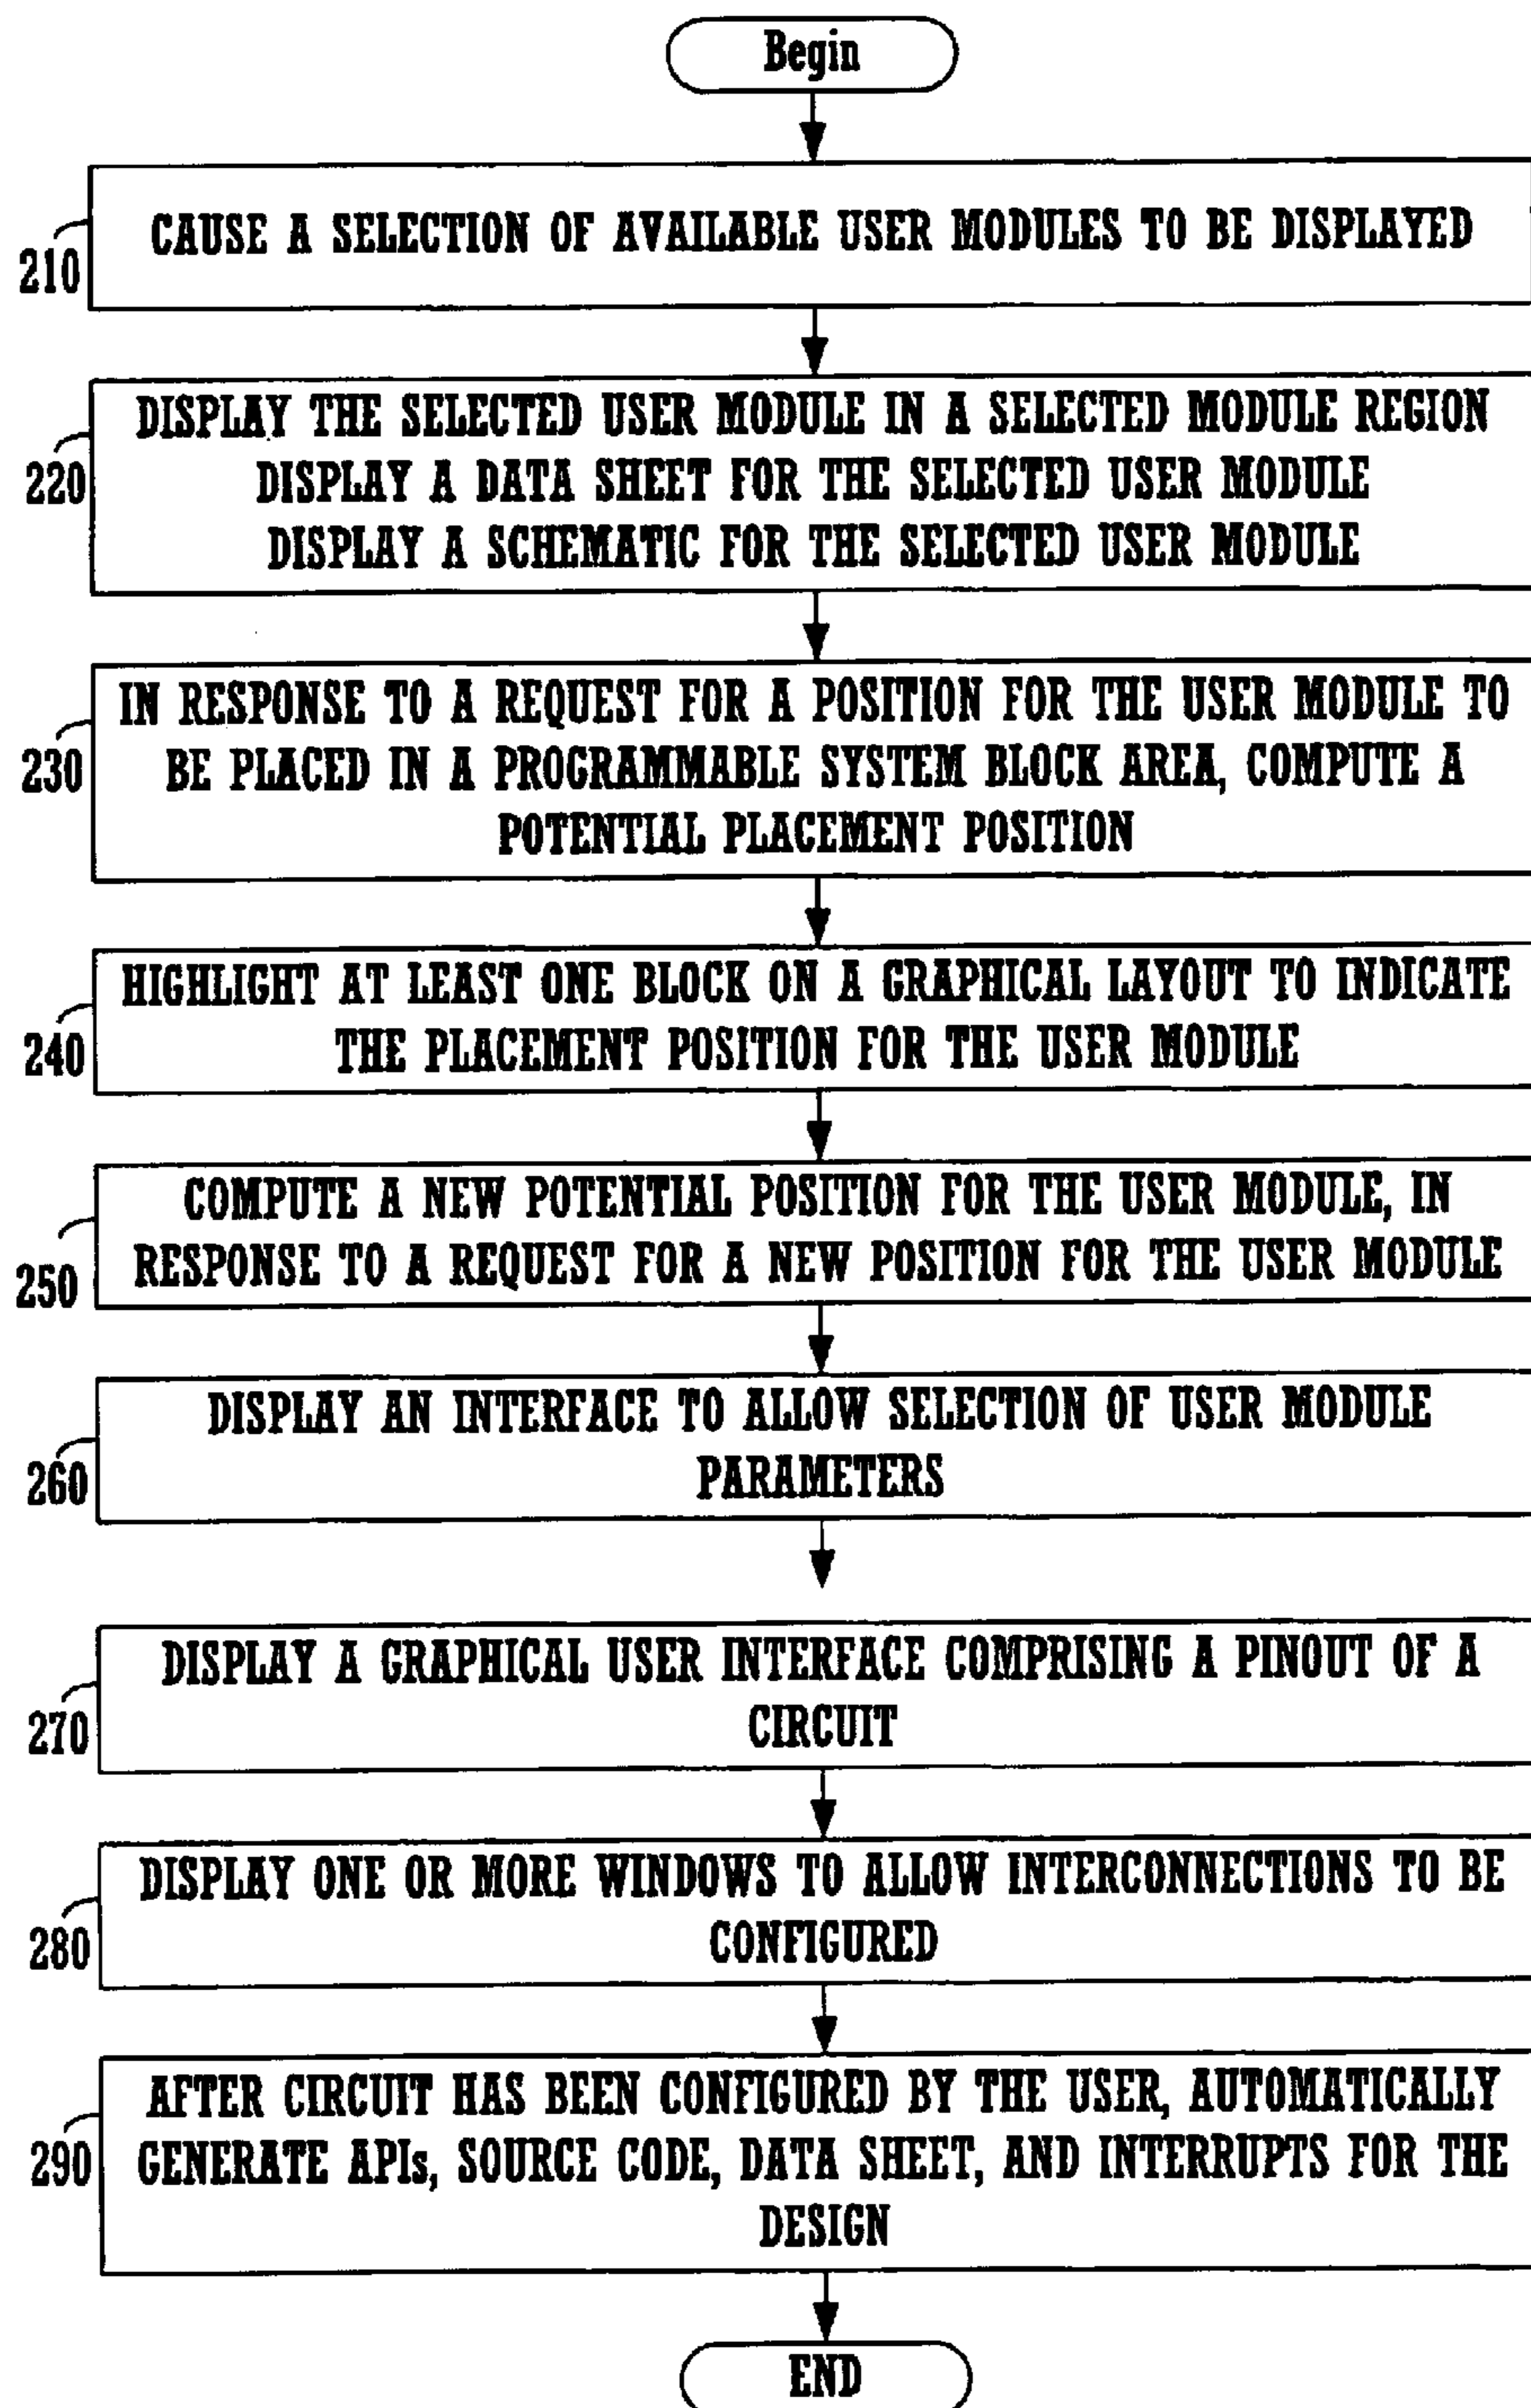 Begin
210
CAUSE A SELECTION OF AVAILABLE USER MODULES TO BE DISPLAYED
220
DISPLAY THE SELECTED USER MODULE IN A SELECTED MODULE REGION
DISPLAY A DATA SHEET FOR THE SELECTED USER MODULE
DISPLAY A SCHEMATIC FOR THE SELECTED USER MODULE
230
IN RESPONSE TO A REQUEST FOR A POSITION FOR THE USER MODULE TO
BE PLACED IN A PROGRAMMABLE SYSTEM BLOCK AREA, COMPUTE A
POTENTIAL PLACEMENT POSITION
240
HIGHLIGHT AT LEAST ONE BLOCK ON A GRAPHICAL LAYOUT TO INDICATE
THE PLACEMENT POSITION FOR THE USER MODULE
250
COMPUTE A NEW POTENTIAL POSITION FOR THE USER MODULE, IN
RESPONSE TO A REQUEST FOR A NEW POSITION FOR THE USER MODULE
260
DISPLAY AN INTERFACE TO ALLOW SELECTION OF USER MODULE
PARAMETERS
270
DISPLAY A GRAPHICAL USER INTERFACE COMPRISING A PINOUT OF A
CIRCUIT
280
DISPLAY ONE OR MORE WINDOWS TO ALLOW INTERCONNECTIONS TO BE
CONFIGURED
290
AFTER CIRCUIT HAS BEEN CONFIGURED BY THE USER, AUTOMATICALLY
GENERATE APIs, SOURCE CODE, DATA SHEET, AND INTERRUPTS FOR THE
DESIGN
END